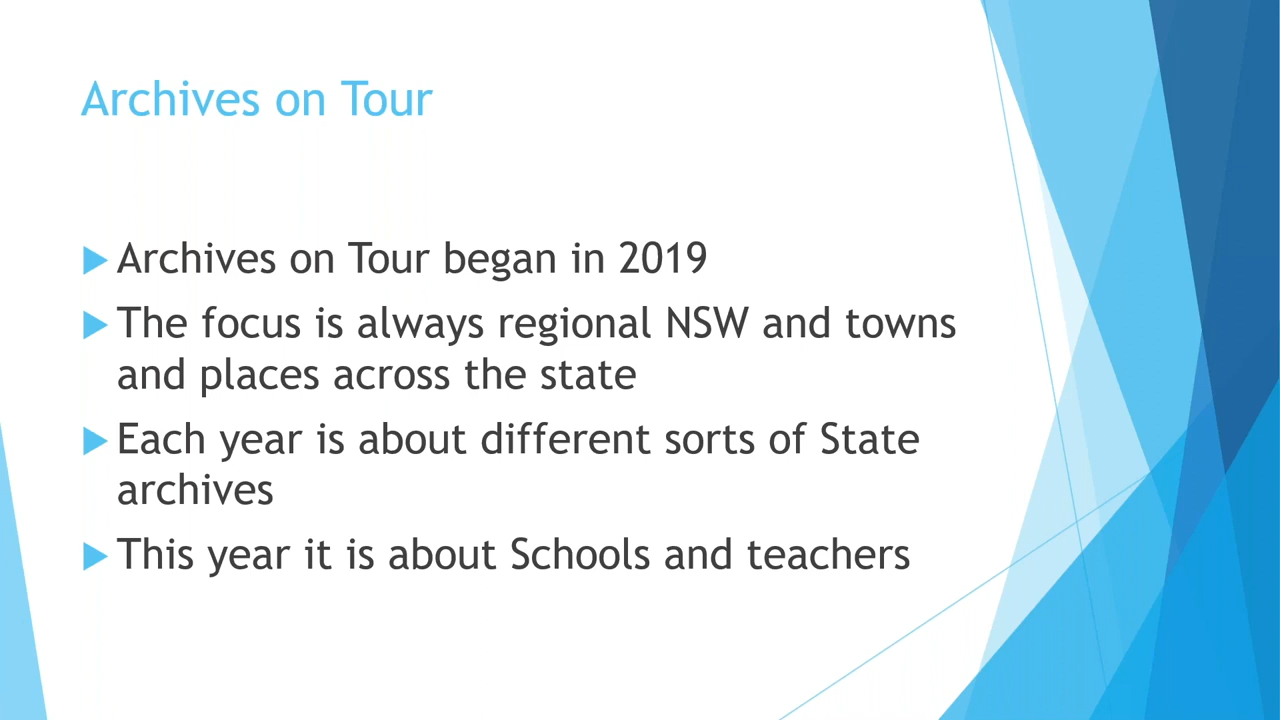 Archives on Tour
Archives on Tour began in 2019
The focus is always regional NSW and towns
and places across the state
Each year is about different sorts of State
archives
This year it is about Schools and teachers